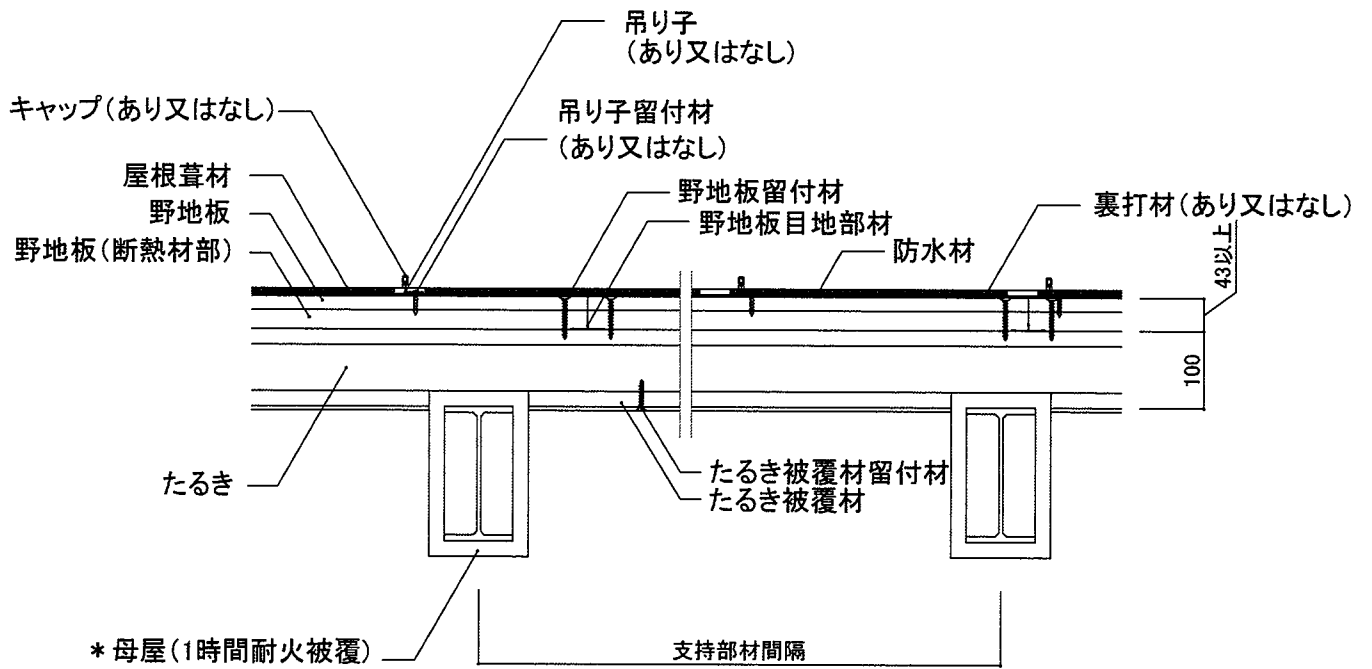 吊り子
(あり又はなし)
キャップ(あり又はなし)
吊り子留付材
(あり又はなし)
屋根葺材
野地板
野地板(断熱材部)
野地板留付材
野地板目地部材
防水材
裏打材(あり又はなし)
43以上
100
たるき
たるき被覆材留付材
たるき被覆材
*母屋(1時間耐火被覆)
支持部材間隔